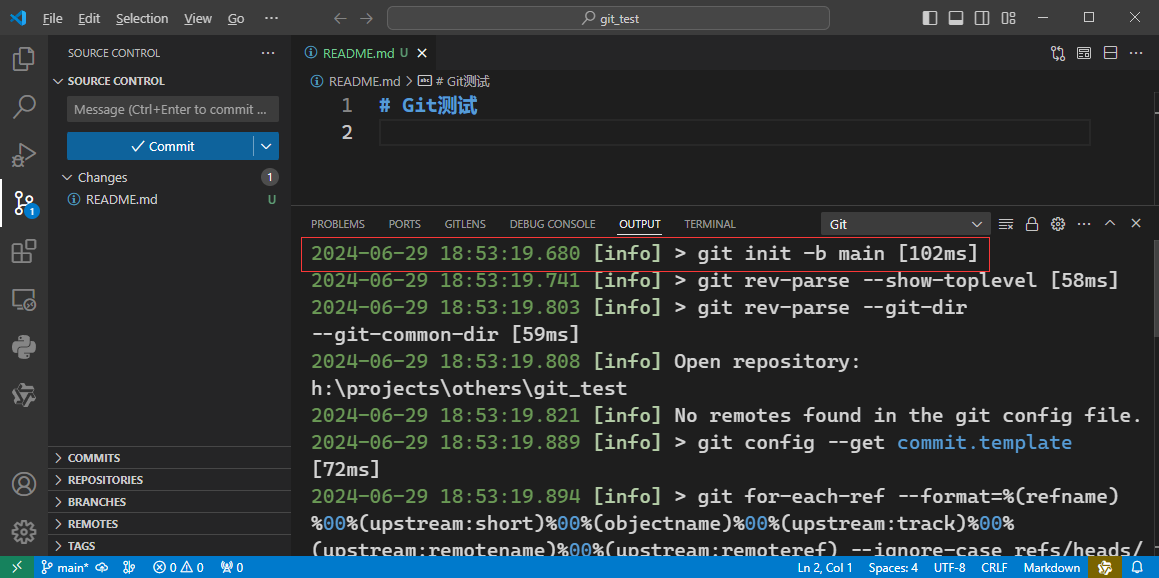 File Edit Selection View Go ··· git_test
SOURCE CONTROL ···
SOURCE CONTROL
Message (Ctrl+Enter to commit ...
Commit
Changes 1
README.md U
COMMITS
REPOSITORIES
BRANCHES
REMOTES
TAGS
README.md U
README.md > # Git测试
1 # Git测试
2
PROBLEMS PORTS GITLENS DEBUG CONSOLE OUTPUT TERMINAL Git
2024-06-29 18:53:19.680 [info] > git init -b main [102ms]
2024-06-29 18:53:19.741 [info] > git rev-parse --show-toplevel [58ms]
2024-06-29 18:53:19.803 [info] > git rev-parse --git-dir
--git-common-dir [59ms]
2024-06-29 18:53:19.808 [info] Open repository:
h:\projects\others\git_test
2024-06-29 18:53:19.821 [info] No remotes found in the git config file.
2024-06-29 18:53:19.889 [info] > git config --get commit.template
[72ms]
2024-06-29 18:53:19.894 [info] > git for-each-ref --format=%(refname)
%00%(upstream:short)%00%(objectname)%00%(upstream:track)%00%
(upstream:remotename)%00%(upstream:remoteref) --ignore-case refs/heads/
1
main* 0 0 0 Ln 2, Col 1 Spaces: 4 UTF-8 CRLF Markdown